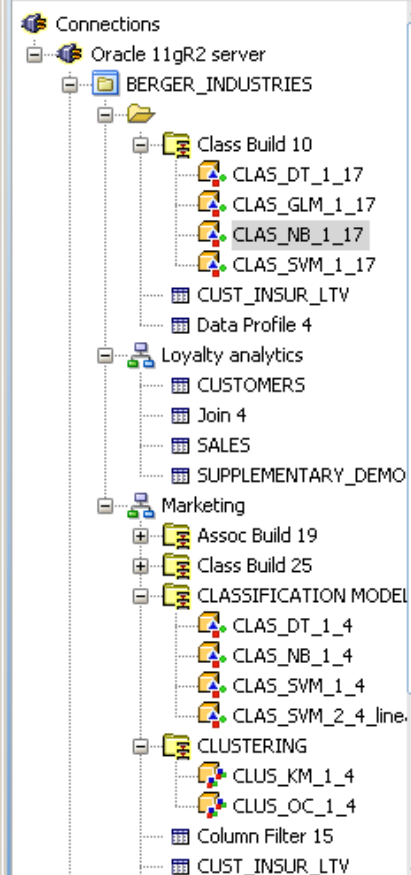 Connections
Oracle 11gR2 server
BERGER_INDUSTRIES
Class Build 10
CLAS_DT_1_17
CLAS_GLM_1_17
CLAS_NB_1_17
CLAS_SVM_1_17
CUST_INSUR_LTV
Data Profile 4
Loyalty analytics
CUSTOMERS
Join 4
SALES
SUPPLEMENTARY_DEMO
Marketing
Assoc Build 19
Class Build 25
CLASSIFICATION MODEL
CLAS_DT_1_4
CLAS_NB_1_4
CLAS_SVM_1_4
CLAS_SVM_2_4_line
CLUSTERING
CLUS_KM_1_4
CLUS_OC_1_4
Column Filter 15
CUST_INSUR_LTV